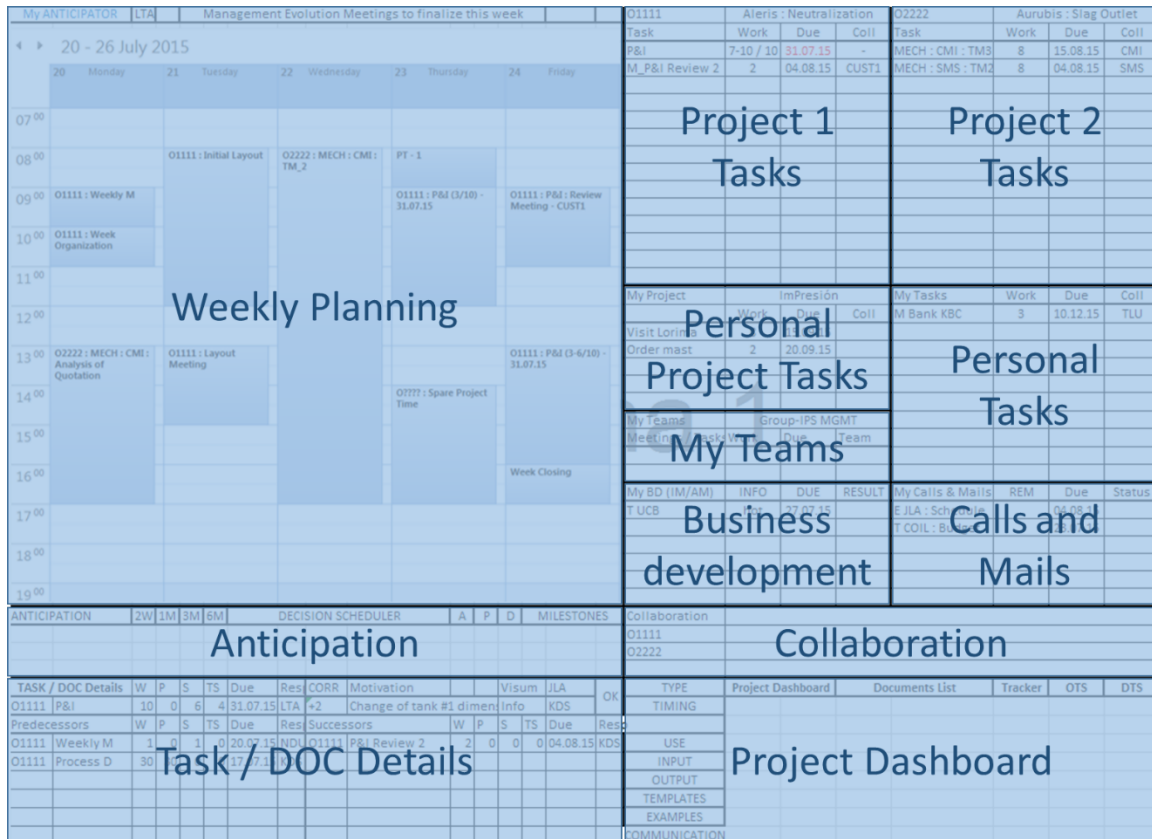 My ANTICIPATOR LTA Management Evolution Meetings to finalize this week
20 - 26 July 2015
20 Monday 21 Tuesday 22 Wednesday 23 Thursday 24 Friday
07 00
08 00
09 00
10 00
11 00
12 00
13 00
14 00
15 00
16 00
17 00
18 00
19 00
O1111 : Weekly M
O1111 : Week
Organization
O2222 : MECH : CMI :
Analysis of
Quotation
O1111 : Initial Layout
O1111 : Layout
Meeting
O2222 : MECH : CMI :
TM_2
PT - 1
O1111 : P&I (3/10) -
31.07.15
O???? : Spare Project
Time
O1111 : P&I : Review
Meeting - CUST1
O1111 : P&I (3-6/10) -
31.07.15
Week Closing
Weekly Planning
O1111 Aleris : Neutralization
Task Work Due Coll
P&I 7-10 / 10 31.07.15 -
M_P&I Review 2 2 04.08.15 CUST1
Project 1
Tasks
O2222 Aurubis : Slag Outlet
Task Work Due Coll
MECH : CMI : TM3 8 15.08.15 CMI
MECH : SMS : TM2 8 04.08.15 SMS
Project 2
Tasks
My Project imPresión
Work Due Coll
Visit Lorima
Order mast 2 20.09.15
Personal
Project Tasks
My Tasks Work Due Coll
M Bank KBC 3 10.12.15 TLU
Personal
Tasks
My Teams Group-IPS MGMT
Due Team
My Teams
My BD (IM/AM) INFO DUE RESULT
T UCB 27.07.15
Business
development
My Calls & Mails REM Due Status
E JLA : Schedule 04.08.15
T COIL : Budget
Calls and
Mails
ANTICIPATION 2W 1M 3M 6M DECISION SCHEDULER A P D MILESTONES
Anticipation
Collaboration
O1111
O2222
Collaboration
TASK / DOC Details W P S TS Due Resp CORR Motivation Visum JLA OK
O1111 P&I 10 0 6 4 31.07.15 LTA +2 Change of tank #1 dimens Info KDS
Predecessors W P S TS Due Resp Successors W P S TS Due Resp
O1111 Weekly M 1 0 1 0 20.07.15 NDU O1111 P&I Review 2 2 0 0 0 04.08.15 KDS
O1111 Process D 30
Task / DOC Details
TYPE Project Dashboard Documents List Tracker OTS DTS
TIMING
USE
INPUT
OUTPUT
TEMPLATES
EXAMPLES
COMMUNICATION
Project Dashboard